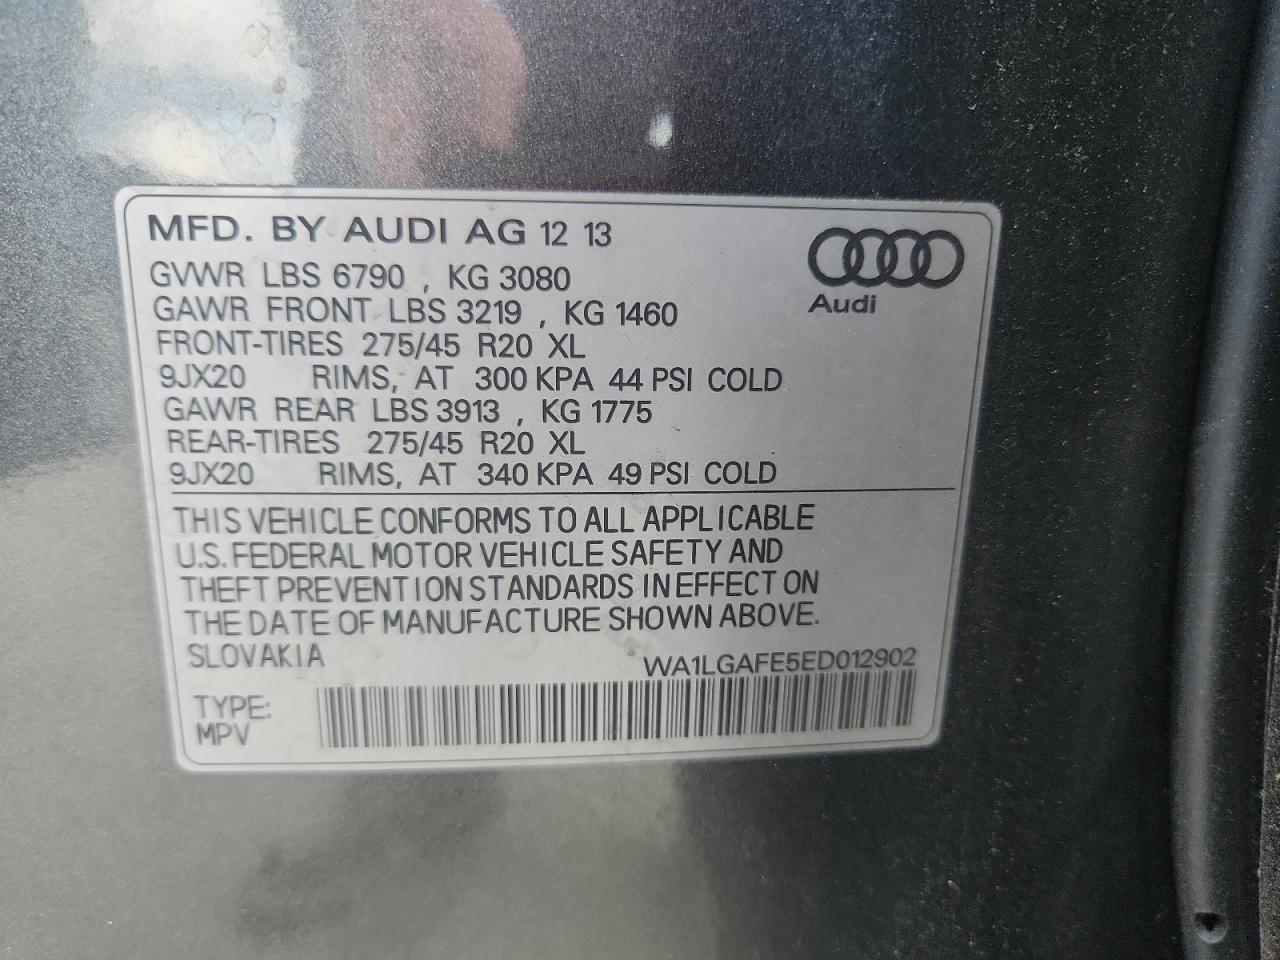 MFD. BY AUDI AG 12 13
Audi
GVWR LBS 6790 , KG 3080
GAWR FRONT LBS 3219 , KG 1460
FRONT-TIRES 275/45 R20 XL
9JX20 RIMS, AT 300 KPA 44 PSI COLD
GAWR REAR LBS 3913 , KG 1775
REAR-TIRES 275/45 R20 XL
9JX20 RIMS, AT 340 KPA 49 PSI COLD
THIS VEHICLE CONFORMS TO ALL APPLICABLE
U.S. FEDERAL MOTOR VEHICLE SAFETY AND
THEFT PREVENTION STANDARDS IN EFFECT ON
THE DATE OF MANUFACTURE SHOWN ABOVE.
SLOVAKIA WA1LGAFE5ED012902
TYPE:
MPV